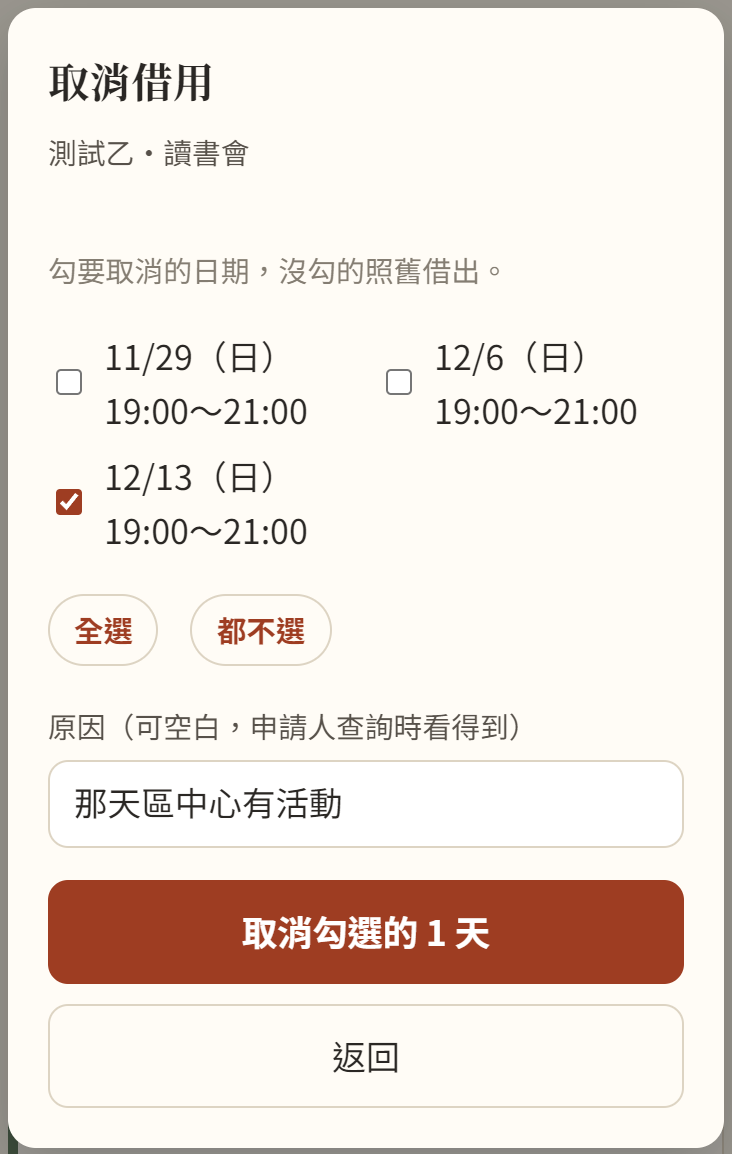 取消借用
測試乙・讀書會
勾要取消的日期，沒勾的照舊借出。
11/29（日）
19:00～21:00
12/6（日）
19:00～21:00
12/13（日）
19:00～21:00
全選
都不選
原因（可空白，申請人查詢時看得到）
那天區中心有活動
取消勾選的 1 天
返回